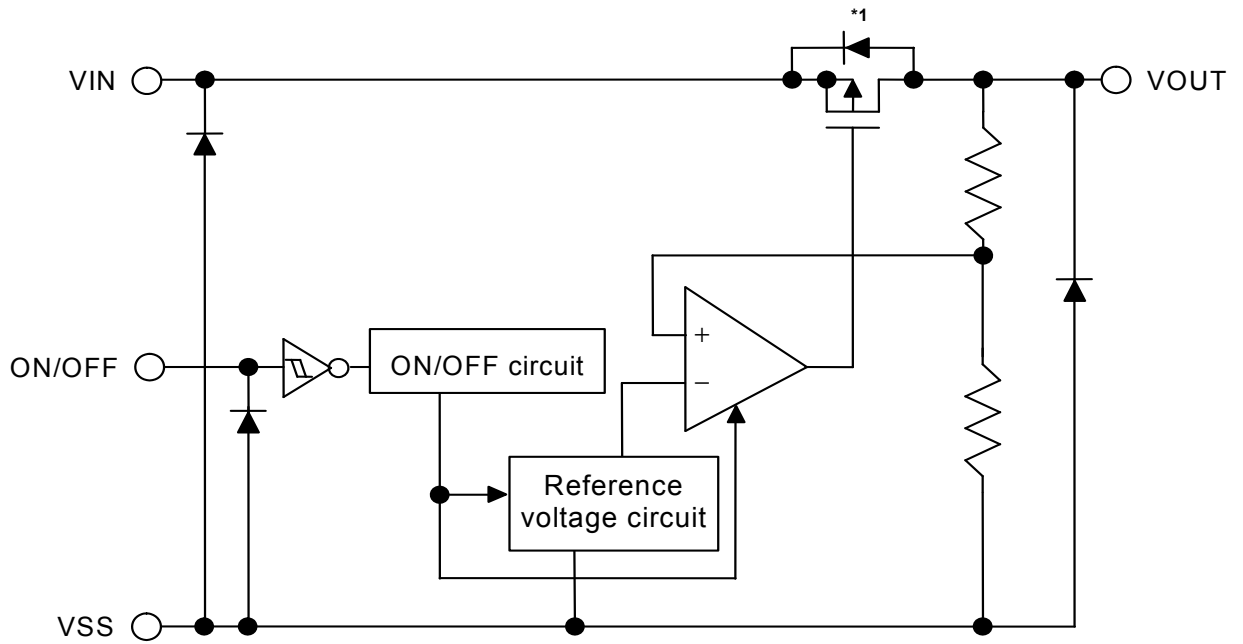 *1
VIN
VOUT
+
−
ON/OFF
ON/OFF circuit
Reference
voltage circuit
VSS